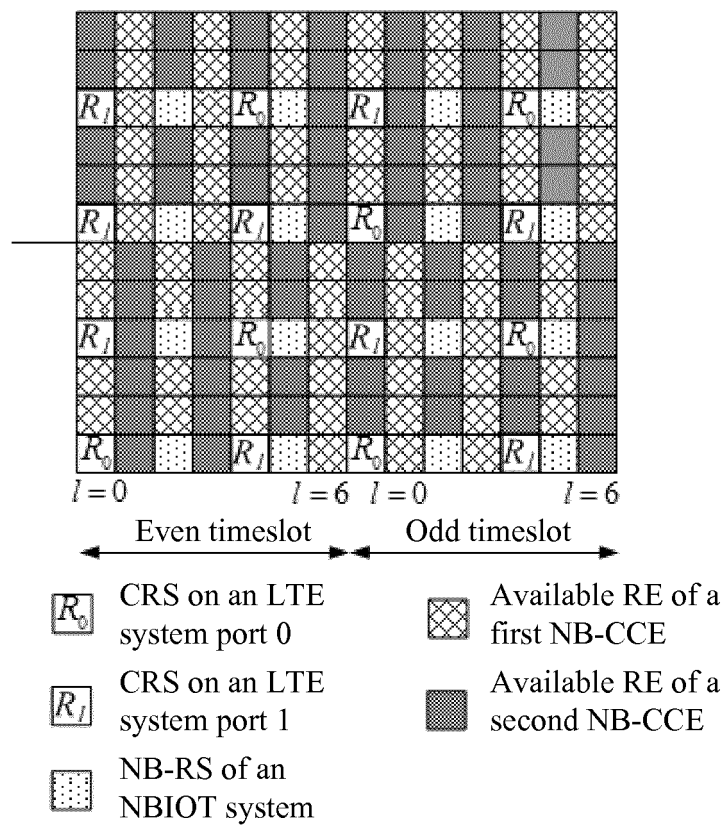 R1 R0 R1 R0
R1 R1 R0 R1
R1 R0 R1 R0
R0 R1 R0 R1
l = 0 l = 6 l = 0 l = 6
Even timeslot Odd timeslot
R0 CRS on an LTE system port 0
Available RE of a first NB-CCE
R1 CRS on an LTE system port 1
Available RE of a second NB-CCE
NB-RS of an NBIOT system